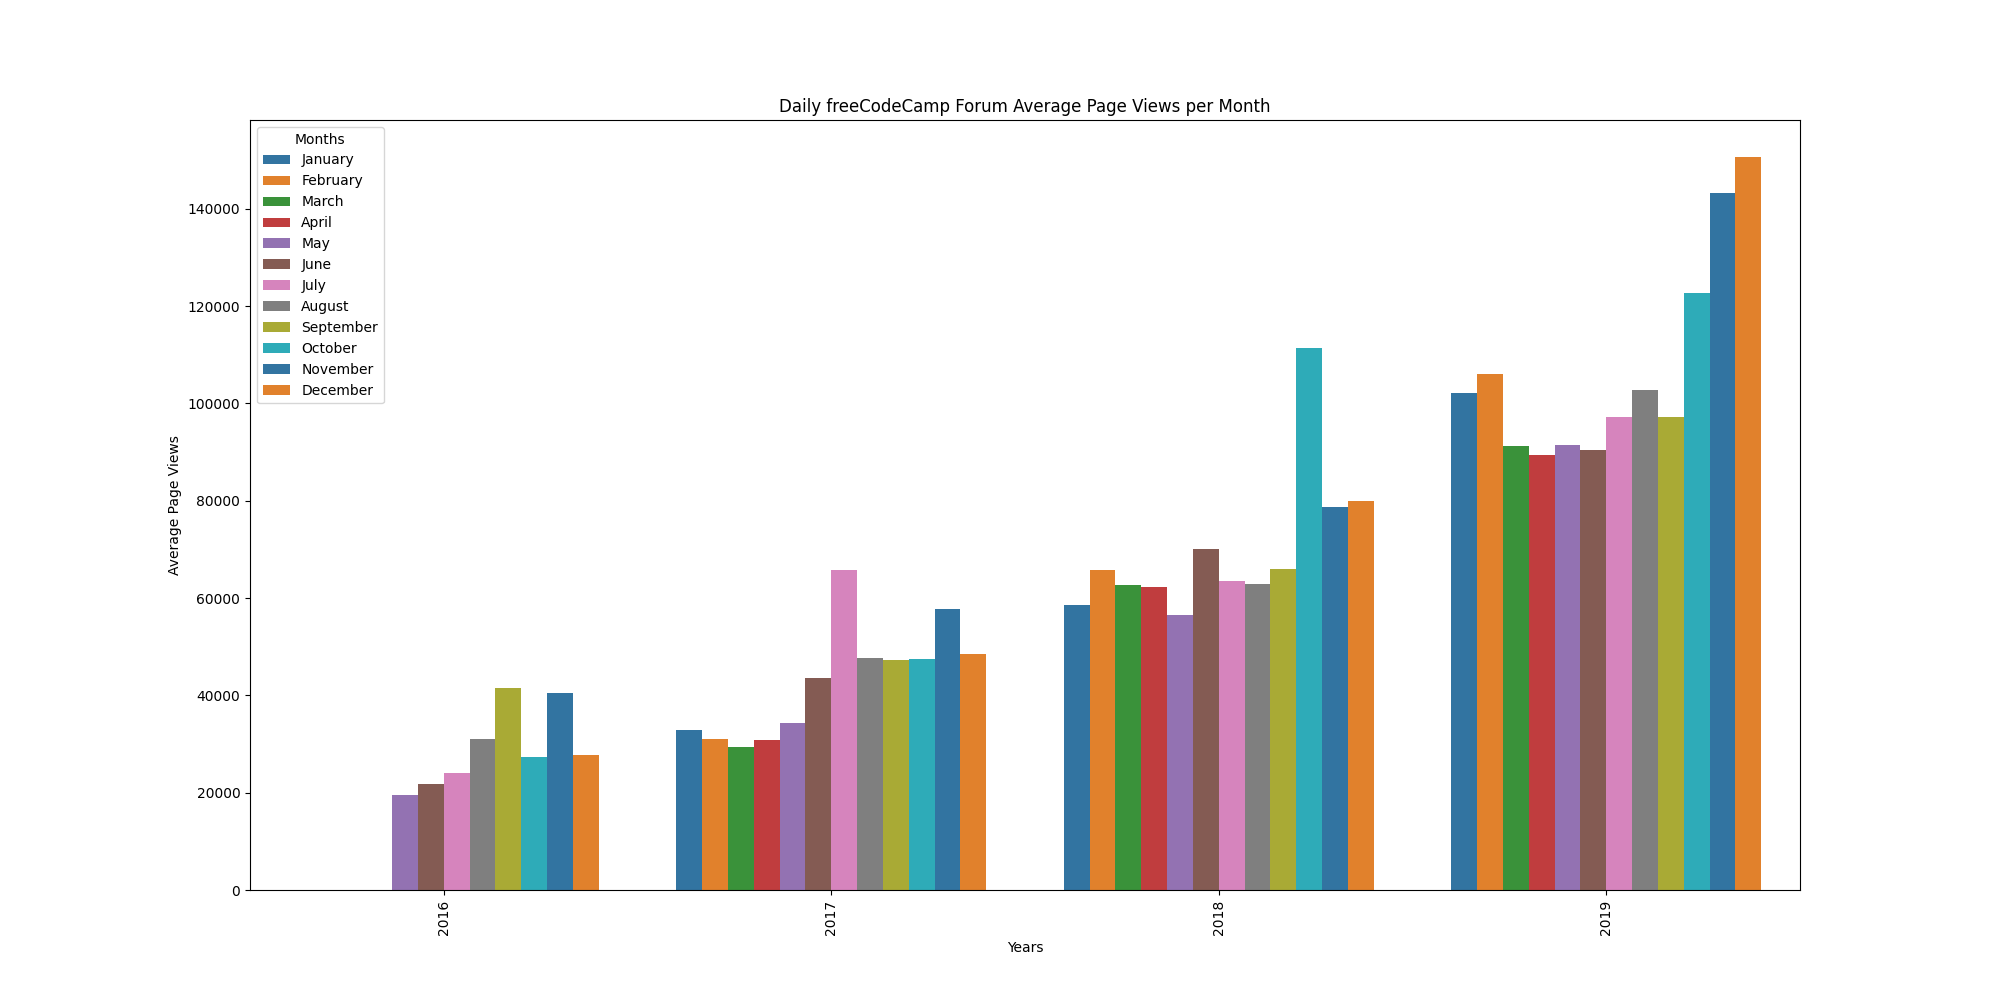 Daily freeCodeCamp Forum Average Page Views per Month
Months
January
February
March
April
May
June
July
August
September
October
November
December
140000
120000
100000
80000
60000
40000
20000
0
Average Page Views
2016
2017
2018
2019
Years